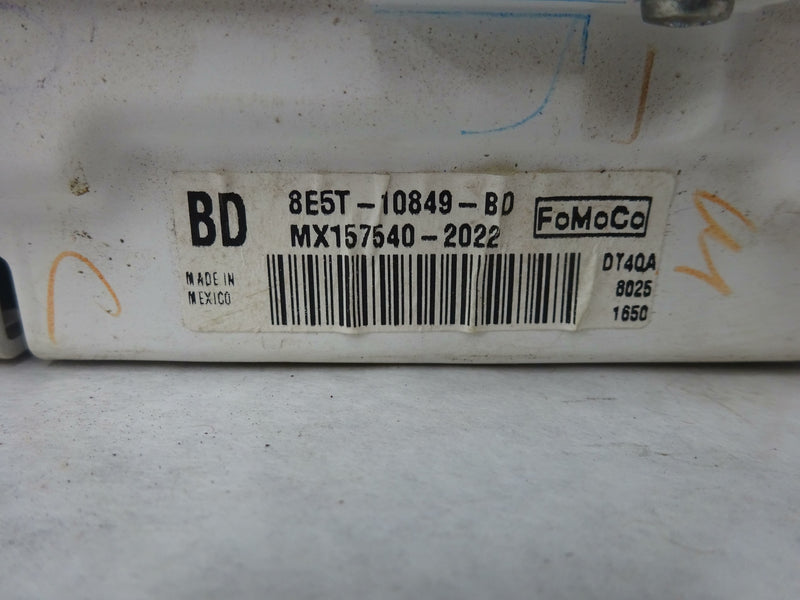 BD
8E5T-10849-BD
FoMoCo
MX157540-2022
MADE IN
MEXICO
DT4QA
8025
1650